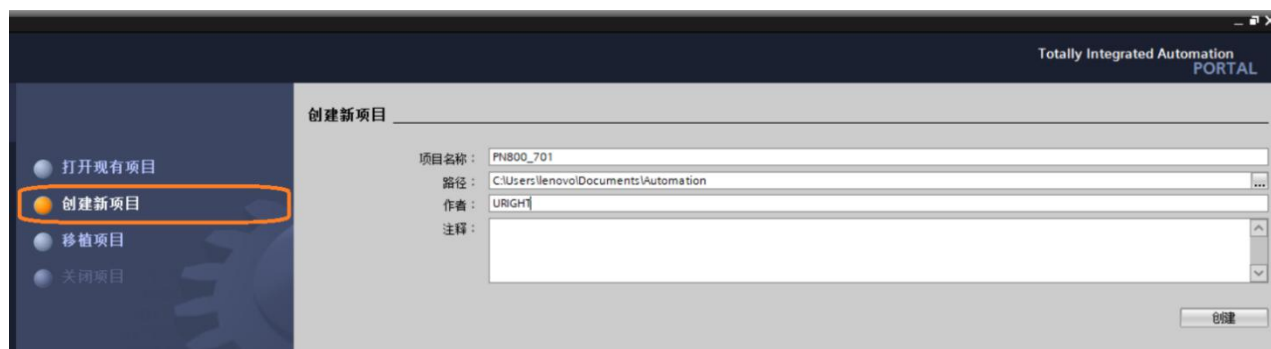 Totally Integrated Automation
PORTAL
创建新项目
打开现有项目
创建新项目
移植项目
关闭项目
项目名称： PN800_701
路径： C:\Users\lenovo\Documents\Automation
...
作者： URIGHT
注释：
创建